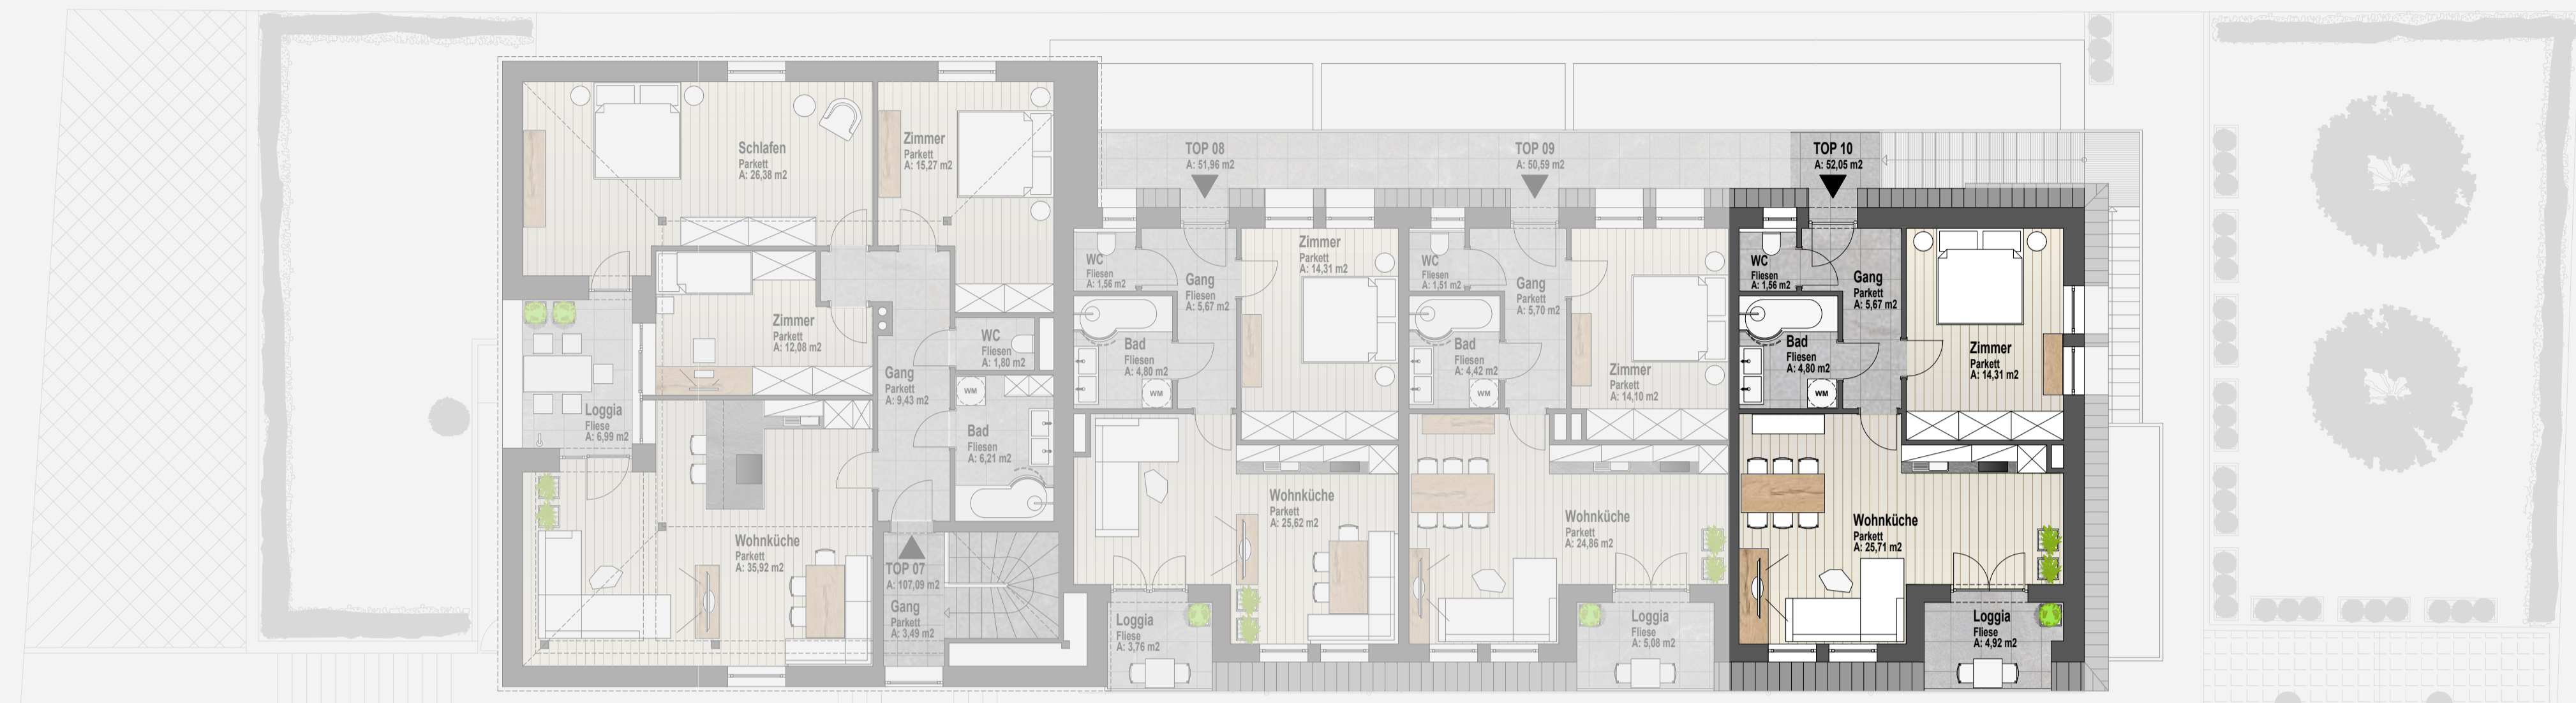 Schlafen
Parkett
A: 26,38 m2
Zimmer
Parkett
A: 15,27 m2
Zimmer
Parkett
A: 12,08 m2
Loggia
Fliese
A: 6,99 m2
Gang
Parkett
A: 9,43 m2
WC
Fliesen
A: 1,80 m2
WM
Bad
Fliesen
A: 6,21 m2
Wohnküche
Parkett
A: 35,92 m2
TOP 07
A: 107,09 m2
Gang
Parkett
A: 3,49 m2
TOP 08
A: 51,96 m2
WC
Fliesen
A: 1,56 m2
Gang
Fliesen
A: 5,67 m2
Zimmer
Parkett
A: 14,31 m2
Bad
Fliesen
A: 4,80 m2
WM
Wohnküche
Parkett
A: 25,62 m2
Loggia
Fliese
A: 3,76 m2
TOP 09
A: 50,59 m2
WC
Fliesen
A: 1,51 m2
Gang
Parkett
A: 5,70 m2
Bad
Fliesen
A: 4,42 m2
WM
Zimmer
Parkett
A: 14,10 m2
Wohnküche
Parkett
A: 24,86 m2
Loggia
Fliese
A: 5,08 m2
TOP 10
A: 52,05 m2
WC
Fliesen
A: 1,56 m2
Gang
Parkett
A: 5,67 m2
Bad
Fliesen
A: 4,80 m2
WM
Zimmer
Parkett
A: 14,31 m2
Wohnküche
Parkett
A: 25,71 m2
Loggia
Fliese
A: 4,92 m2